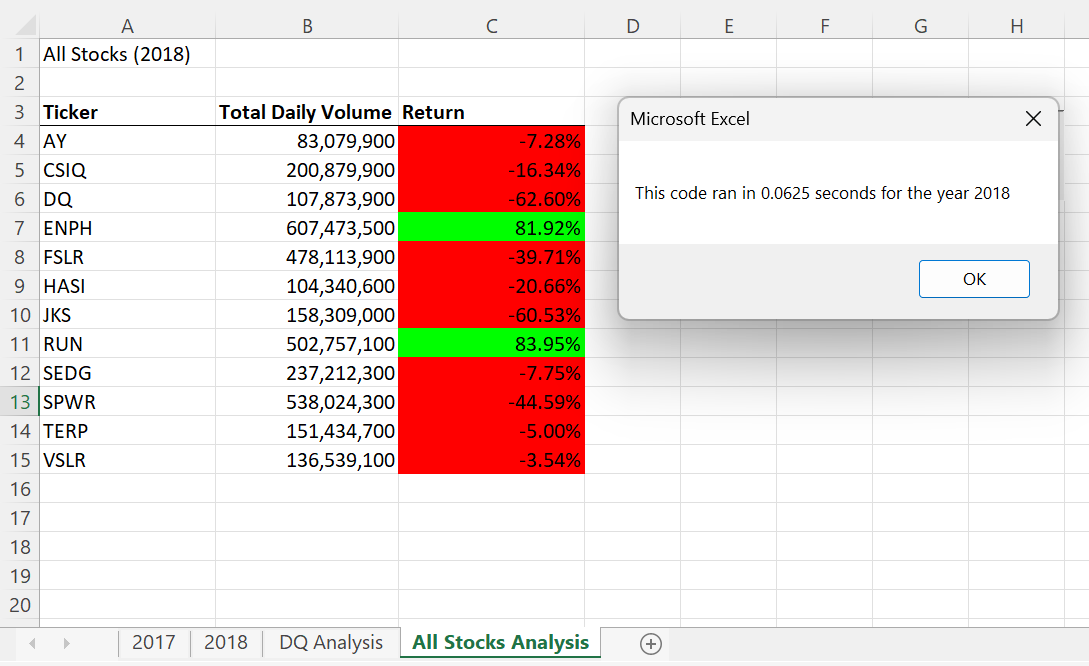 A B C D E F G H
1 All Stocks (2018)
2
3 Ticker Total Daily Volume Return
4 AY 83,079,900 -7.28%
5 CSIQ 200,879,900 -16.34%
6 DQ 107,873,900 -62.60%
7 ENPH 607,473,500 81.92%
8 FSLR 478,113,900 -39.71%
9 HASI 104,340,600 -20.66%
10 JKS 158,309,000 -60.53%
11 RUN 502,757,100 83.95%
12 SEDG 237,212,300 -7.75%
13 SPWR 538,024,300 -44.59%
14 TERP 151,434,700 -5.00%
15 VSLR 136,539,100 -3.54%
16
17
18
19
20
Microsoft Excel
This code ran in 0.0625 seconds for the year 2018
OK
2017 2018 DQ Analysis All Stocks Analysis